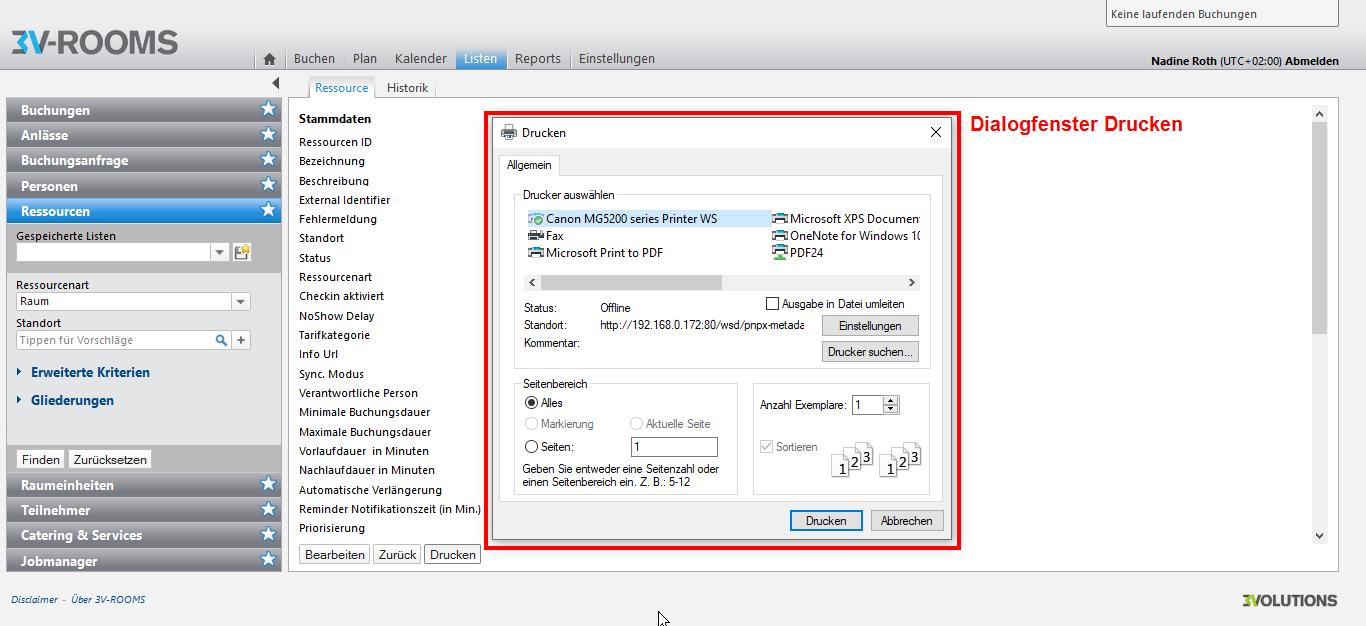 Keine laufenden Buchungen
3V-ROOMS
Buchen Plan Kalender Listen Reports Einstellungen
Nadine Roth (UTC+02:00) Abmelden
Buchungen
Anlässe
Buchungsanfrage
Personen
Ressourcen
Gespeicherte Listen
Ressourcenart
Raum
Standort
Tippen für Vorschläge
+
Erweiterte Kriterien
Gliederungen
Finden Zurücksetzen
Raumeinheiten
Teilnehmer
Catering & Services
Jobmanager
Ressource Historik
Stammdaten
Ressourcen ID
Bezeichnung
Beschreibung
External Identifier
Fehlermeldung
Standort
Status
Ressourcenart
Checkin aktiviert
NoShow Delay
Tarifkategorie
Info Url
Sync. Modus
Verantwortliche Person
Minimale Buchungsdauer
Maximale Buchungsdauer
Vorlaufdauer in Minuten
Nachlaufdauer in Minuten
Automatische Verlängerung
Reminder Notifikationszeit (in Min.)
Priorisierung
Bearbeiten Zurück Drucken
Dialogfenster Drucken
Drucken
Allgemein
Drucker auswählen
Canon MG5200 series Printer WS
Fax
Microsoft Print to PDF
Microsoft XPS Document
OneNote for Windows 10
PDF24
Status: Offline
Standort: http://192.168.0.172:80/wsd/pnpx-metada
Kommentar:
Ausgabe in Datei umleiten
Einstellungen
Drucker suchen...
Seitenbereich
Alles
Markierung Aktuelle Seite
Seiten: 1
Geben Sie entweder eine Seitenzahl oder
einen Seitenbereich ein. Z. B.: 5-12
Anzahl Exemplare: 1
Sortieren
1 2 3 1 2 3
Drucken Abbrechen
Disclaimer - Über 3V-ROOMS
3VOLUTIONS